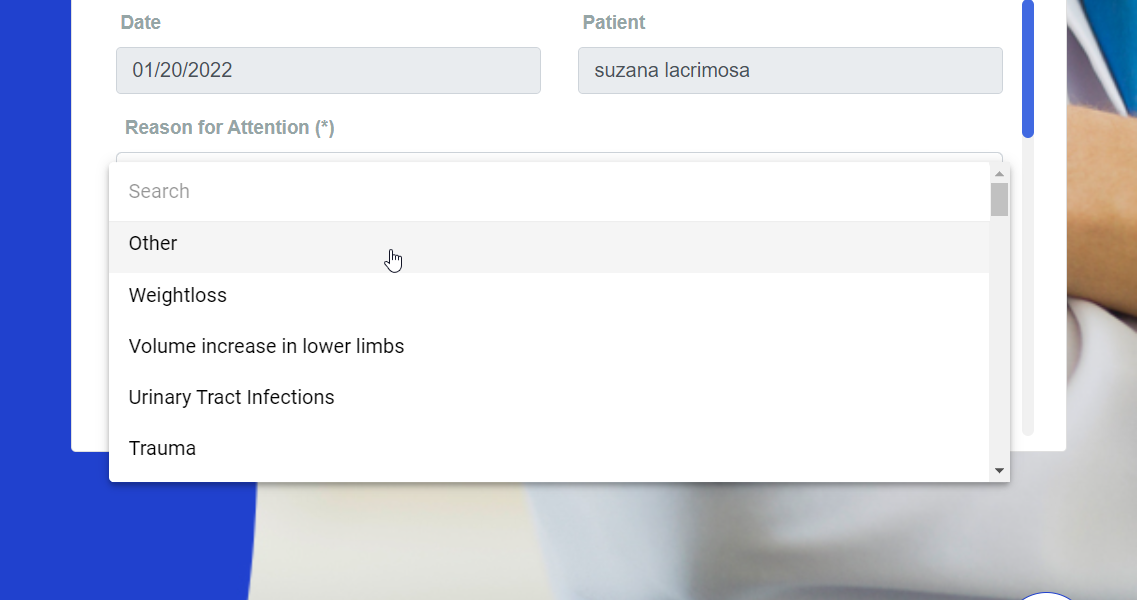 Date
Patient
01/20/2022
suzana lacrimosa
Reason for Attention (*)
Search
Other
Weightloss
Volume increase in lower limbs
Urinary Tract Infections
Trauma